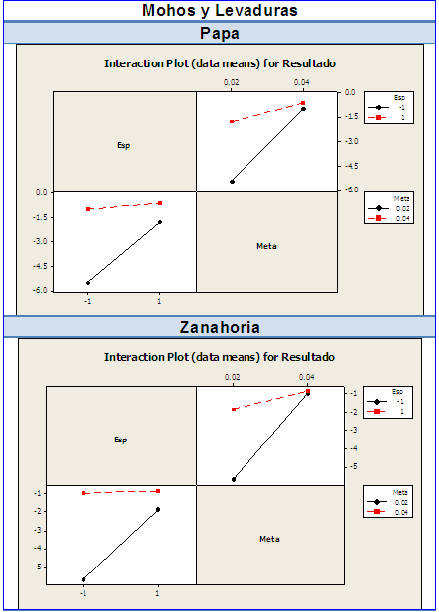 Mohos y Levaduras
Papa
Interaction Plot (data means) for Resultado
0.02 0.04
Esp
0.0
-1.5
-3.0
-4.5
-6.0
Esp
-1
1
0.0
-1.5
-3.0
-4.5
-6.0
Meta
Meta
0.02
0.04
-1 1
Zanahoria
Interaction Plot (data means) for Resultado
0.02 0.04
Esp
-1
-2
-3
-4
-5
Esp
-1
1
-1
-2
-3
-4
5
Meta
Meta
0.02
0.04
-1 1